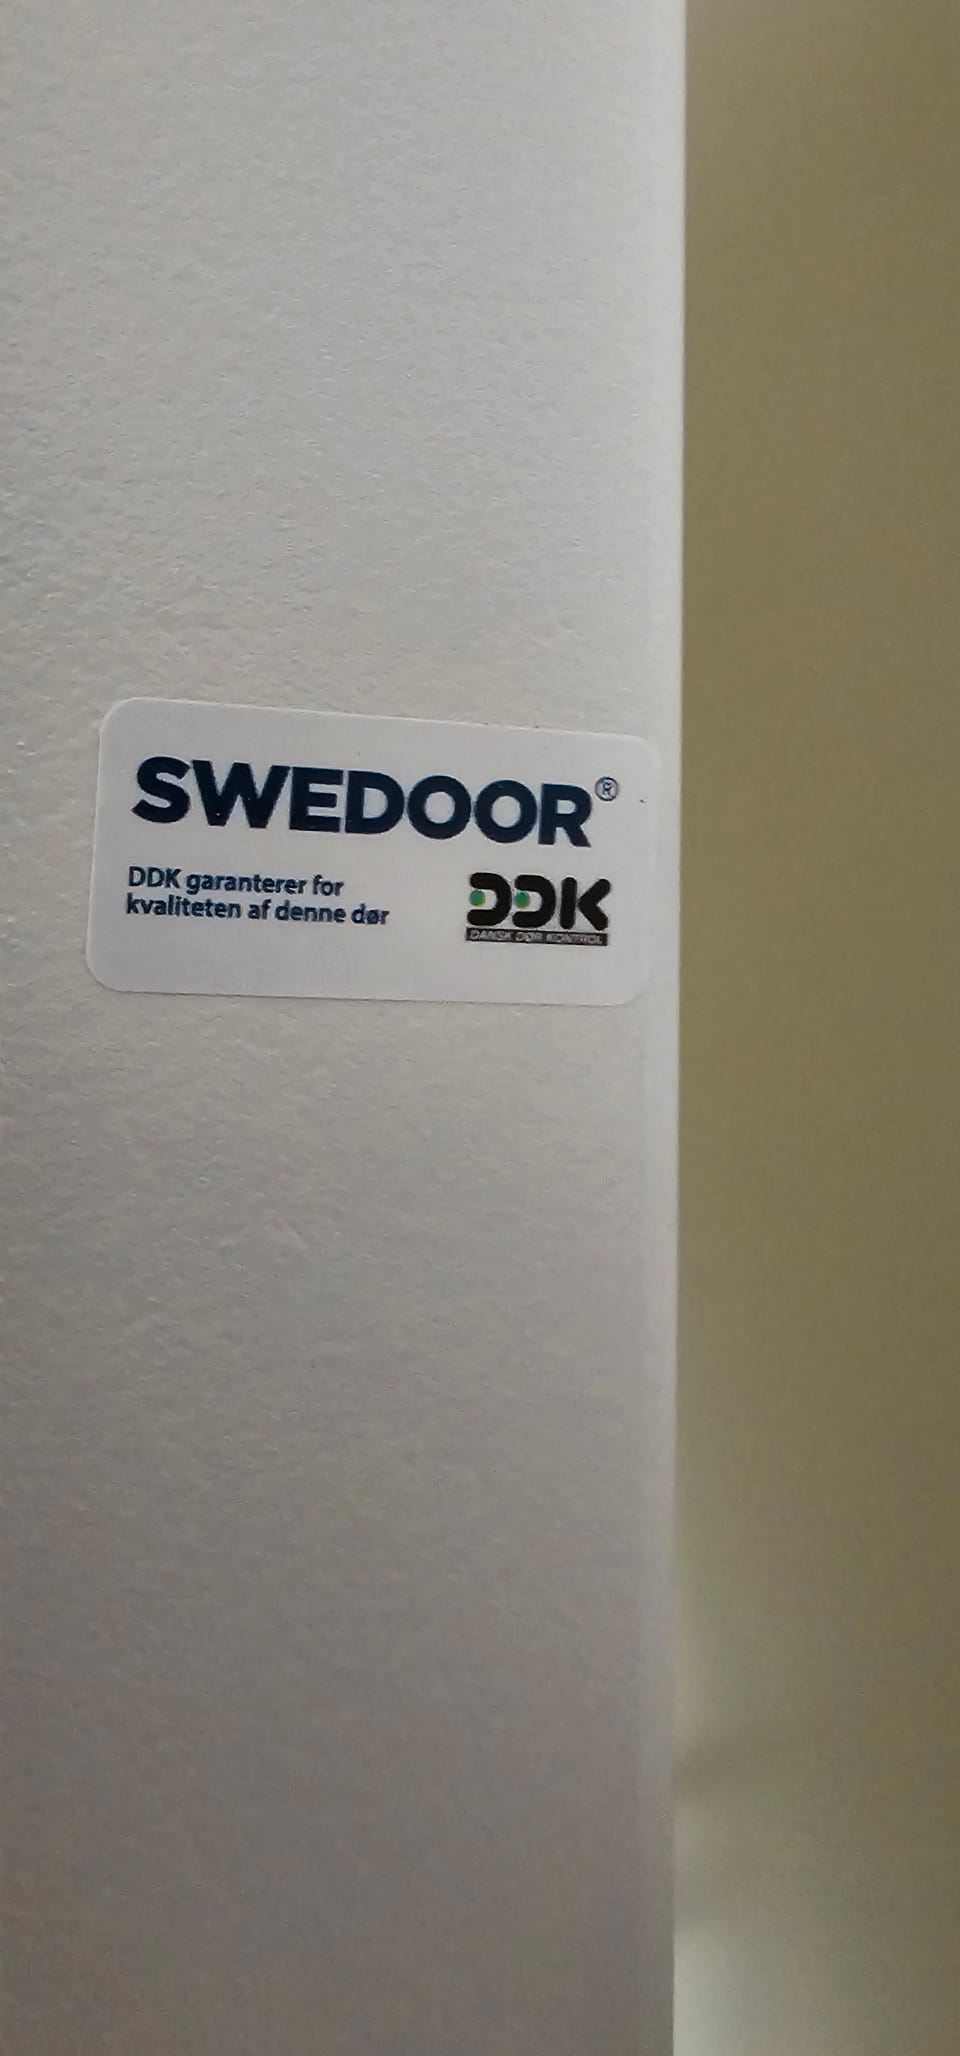 SWEDOOR®
DDK garanterer for
kvaliteten af denne dør
DDK
DANSK DØR KONTROL